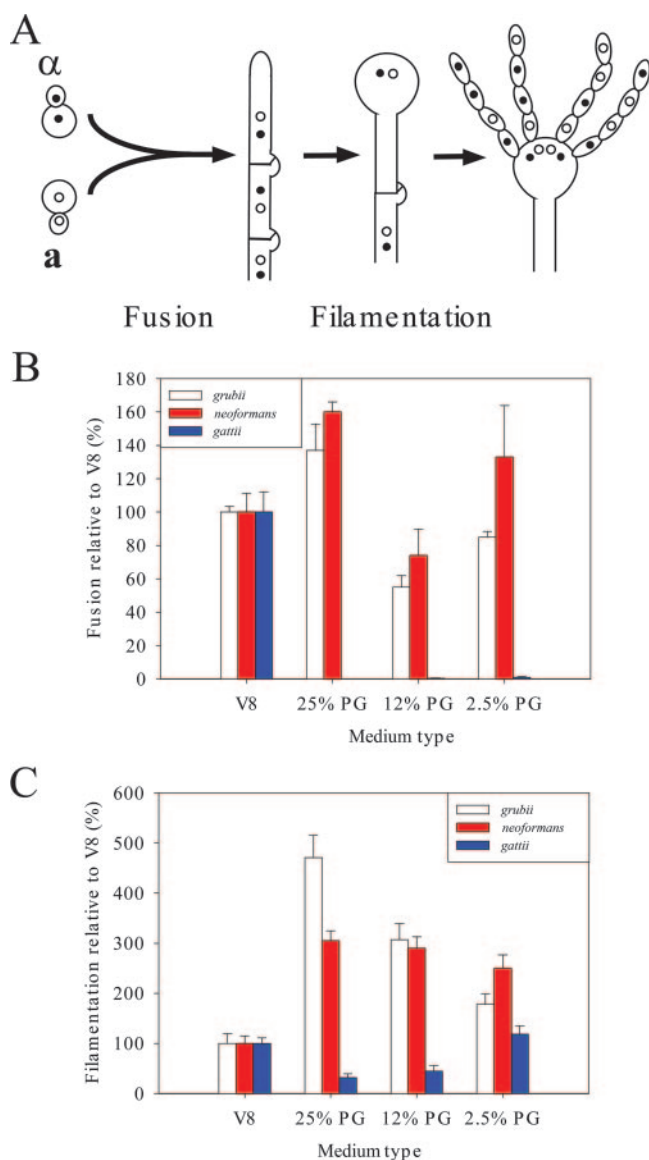 A
α
a
Fusion Filamentation
B
Fusion relative to V8 (%)
180
160
140
120
100
80
60
40
20
0
grubii
neoformans
gattii
V8 25% PG 12% PG 2.5% PG
Medium type
C
Filamentation relative to V8 (%)
600
500
400
300
200
100
0
grubii
neoformans
gattii
V8 25% PG 12% PG 2.5% PG
Medium type